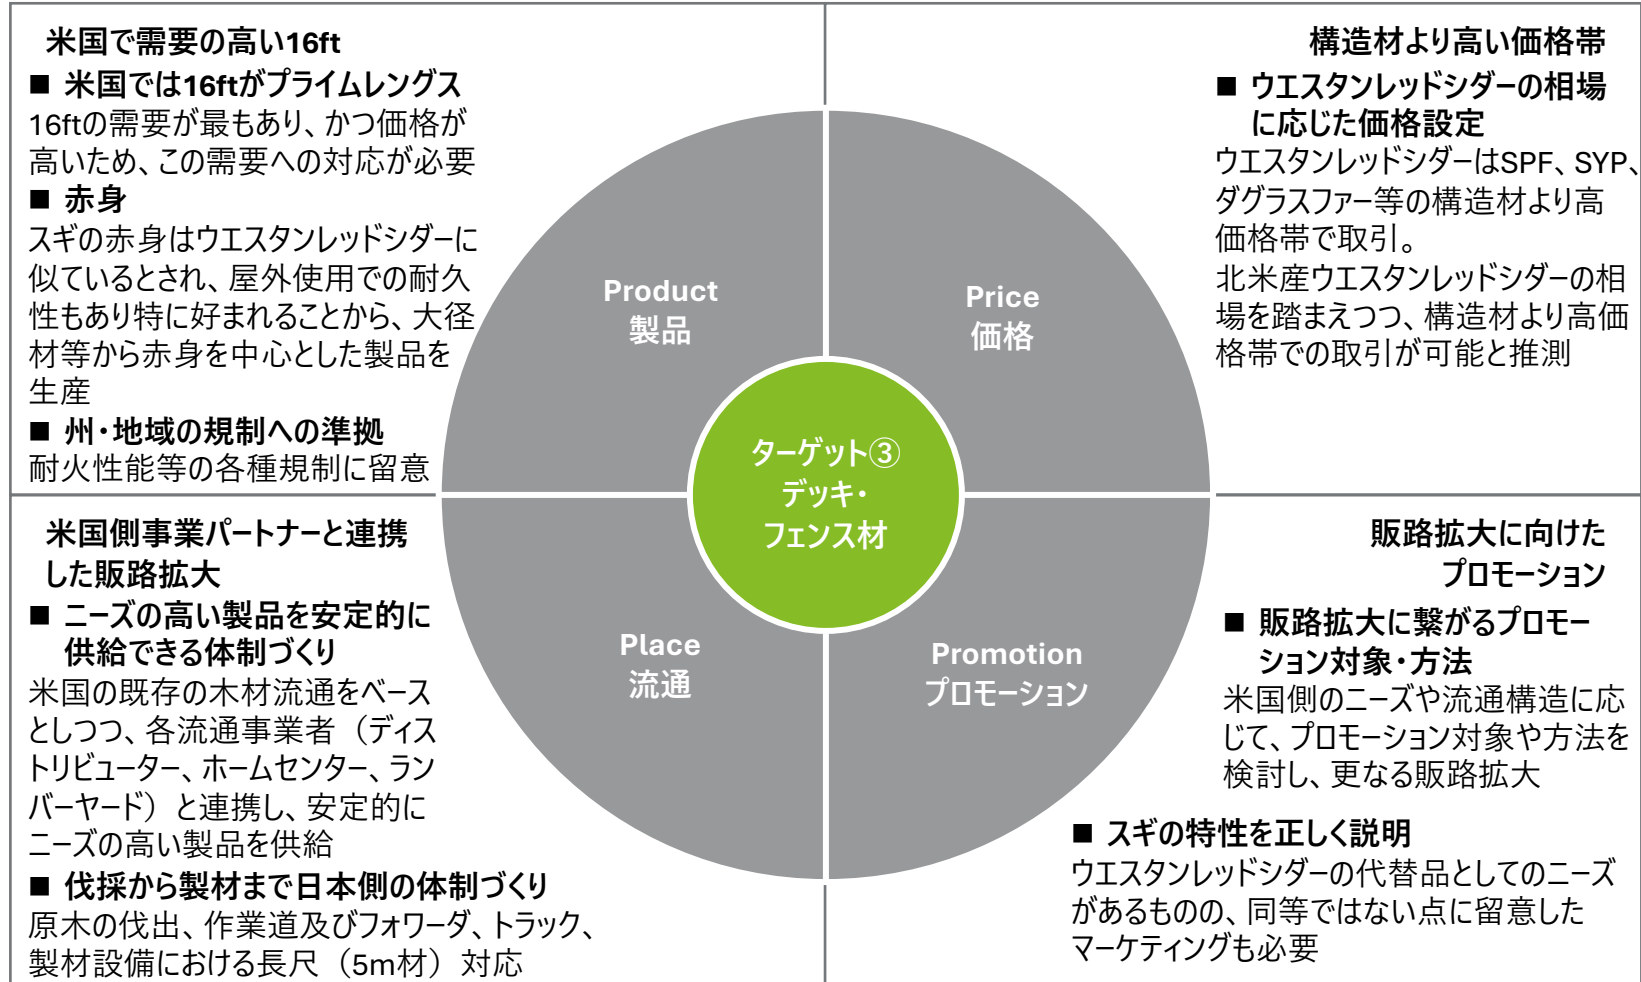 米国で需要の高い16ft
■ 米国では16ftがプライムレングス
16ftの需要が最もあり、かつ価格が
高いため、この需要への対応が必要
■ 赤身
スギの赤身はウエスタンレッドシダーに
似ているとされ、屋外使用での耐久
性もあり特に好まれることから、大径
材等から赤身を中心とした製品を
生産
■ 州・地域の規制への準拠
耐火性能等の各種規制に留意
構造材より高い価格帯
■ ウエスタンレッドシダーの相場
に応じた価格設定
ウエスタンレッドシダーはSPF、SYP、
ダグラスファー等の構造材より高
価格帯で取引。
北米産ウエスタンレッドシダーの相
場を踏まえつつ、構造材より高価
格帯での取引が可能と推測
Product
製品
Price
価格
ターゲット③
デッキ・
フェンス材
Place
流通
Promotion
プロモーション
米国側事業パートナーと連携
した販路拡大
■ ニーズの高い製品を安定的に
供給できる体制づくり
米国の既存の木材流通をベース
としつつ、各流通事業者（ディス
トリビューター、ホームセンター、ラン
バーヤード）と連携し、安定的に
ニーズの高い製品を供給
■ 伐採から製材まで日本側の体制づくり
原木の伐出、作業道及びフォワーダ、トラック、
製材設備における長尺（5m材）対応
販路拡大に向けた
プロモーション
■ 販路拡大に繋がるプロモー
ション対象・方法
米国側のニーズや流通構造に応
じて、プロモーション対象や方法を
検討し、更なる販路拡大
■ スギの特性を正しく説明
ウエスタンレッドシダーの代替品としてのニーズ
があるものの、同等ではない点に留意した
マーケティングも必要